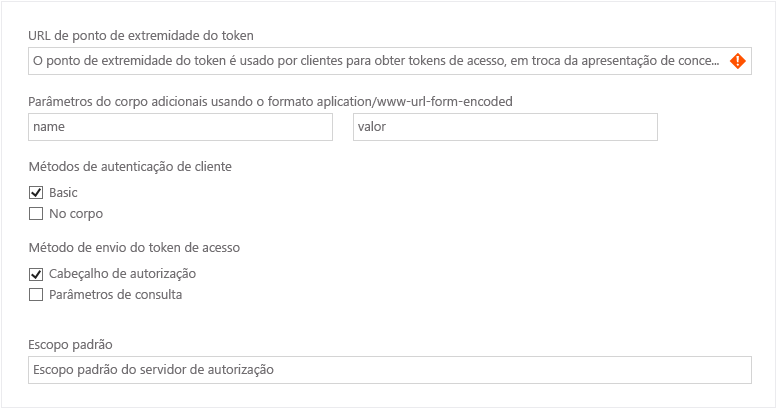 URL de ponto de extremidade do token
O ponto de extremidade do token é usado por clientes para obter tokens de acesso, em troca da apresentação de conce...
Parâmetros do corpo adicionais usando o formato aplication/www-url-form-encoded
name valor
Métodos de autenticação de cliente
Basic
No corpo
Método de envio do token de acesso
Cabeçalho de autorização
Parâmetros de consulta
Escopo padrão
Escopo padrão do servidor de autorização